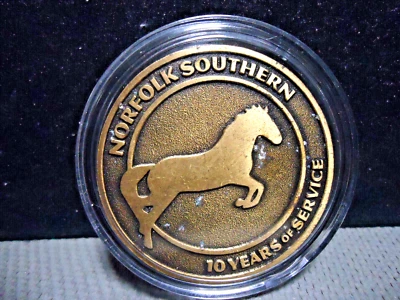 NORFOLK SOUTHERN
10 YEARS OF SERVICE